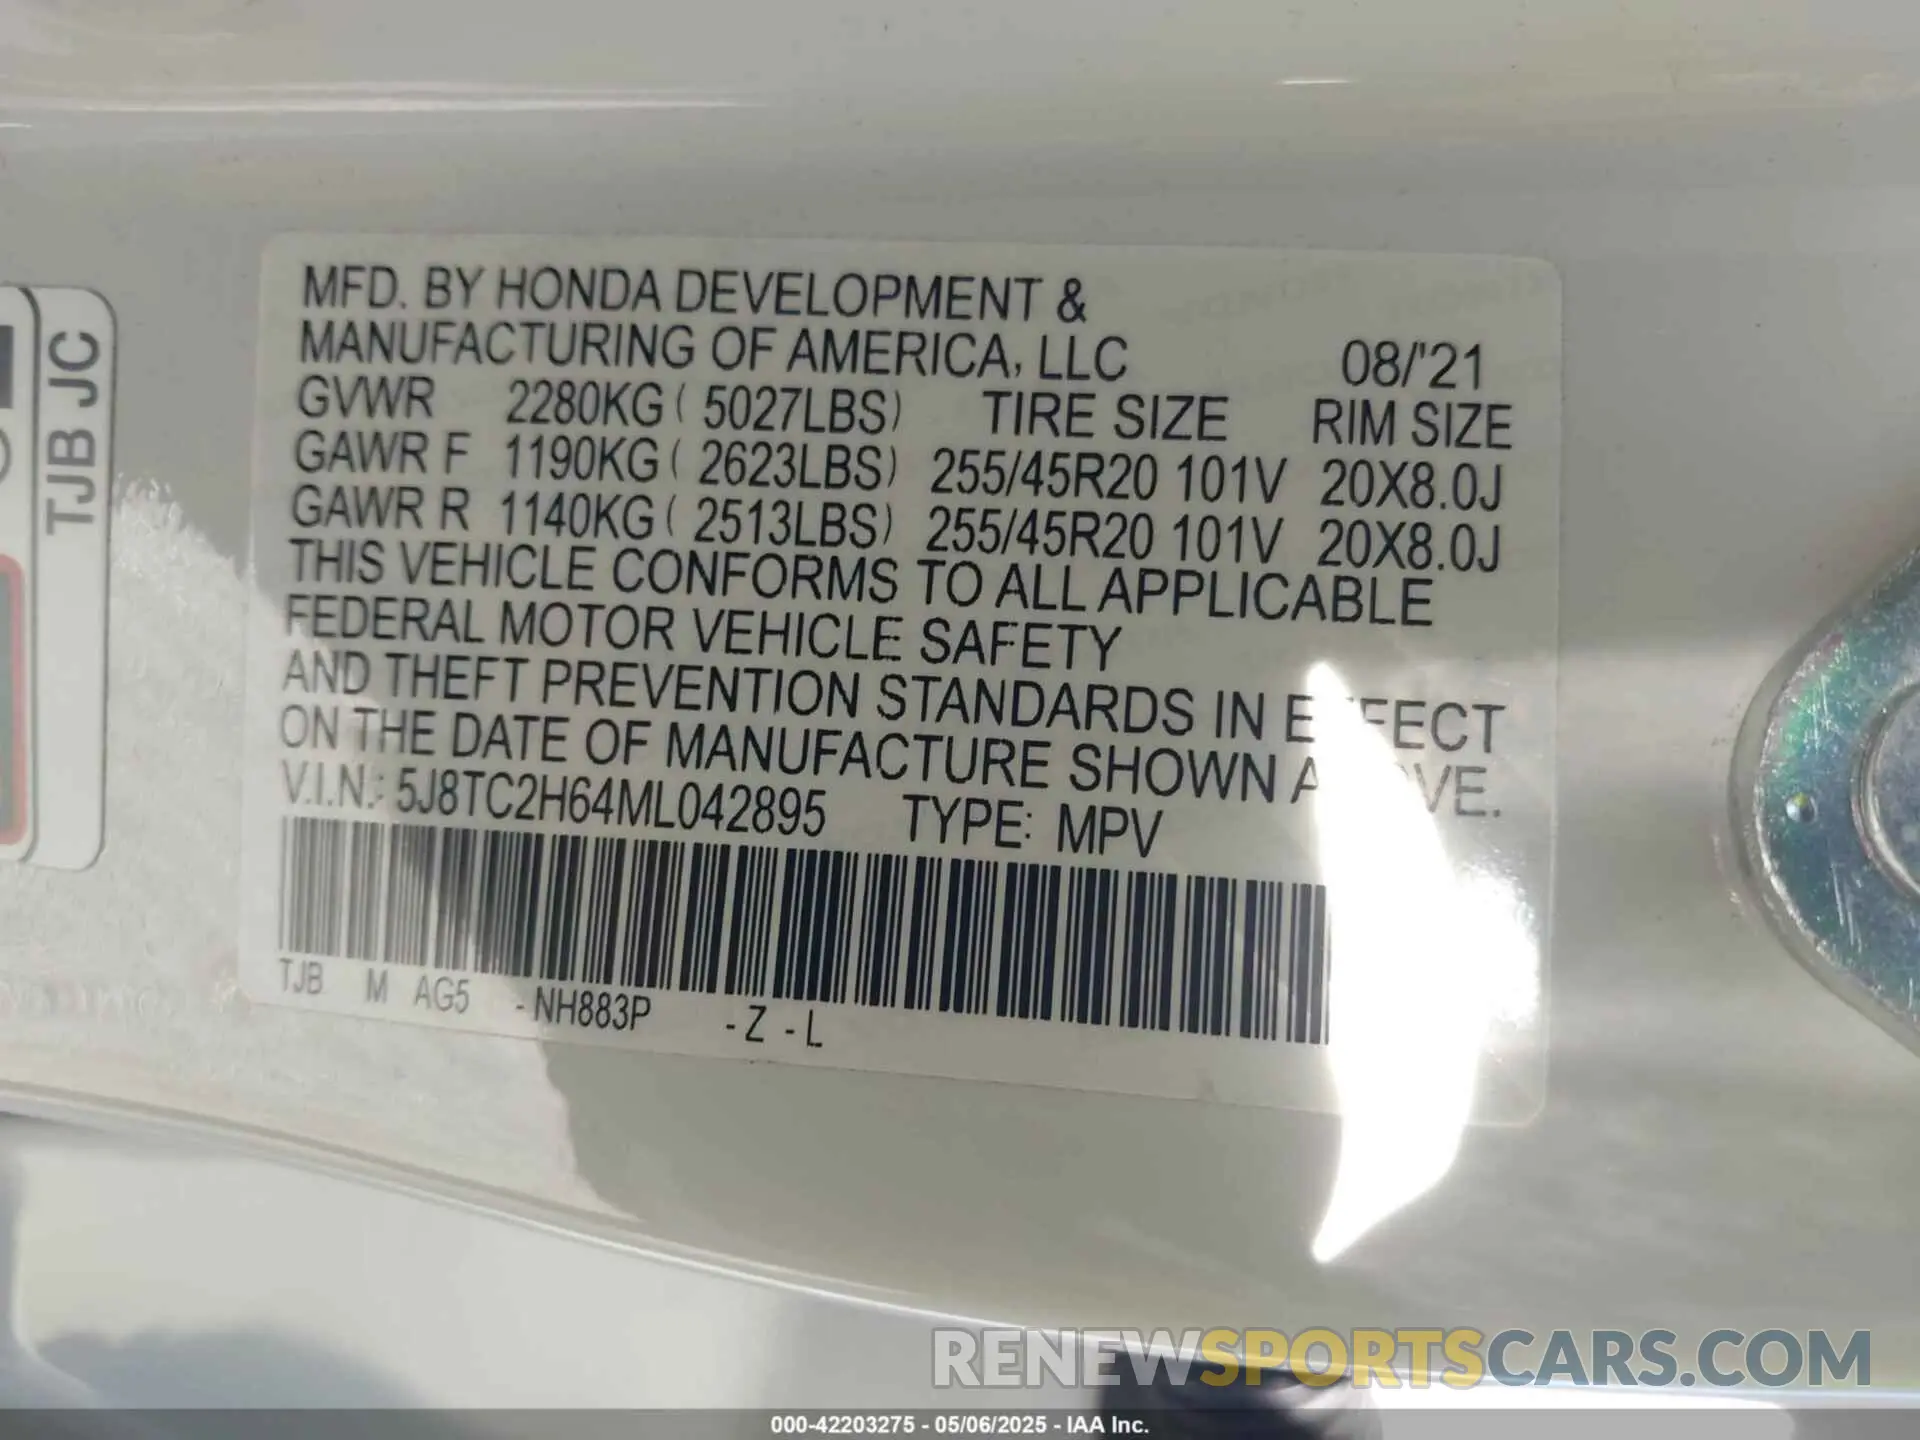 MFD. BY HONDA DEVELOPMENT &
MANUFACTURING OF AMERICA, LLC 08/'21
GVWR 2280KG ( 5027LBS) TIRE SIZE RIM SIZE
GAWR F 1190KG ( 2623LBS) 255/45R20 101V 20X8.0J
GAWR R 1140KG ( 2513LBS) 255/45R20 101V 20X8.0J
THIS VEHICLE CONFORMS TO ALL APPLICABLE
FEDERAL MOTOR VEHICLE SAFETY
AND THEFT PREVENTION STANDARDS IN EFFECT
ON THE DATE OF MANUFACTURE SHOWN ABOVE.
V.I.N.: 5J8TC2H64ML042895 TYPE: MPV
TJB M AG5 - NH883P - Z - L
TJB JC
RENEWSPORTSCARS.COM
000-42203275 - 05/06/2025 - IAA Inc.